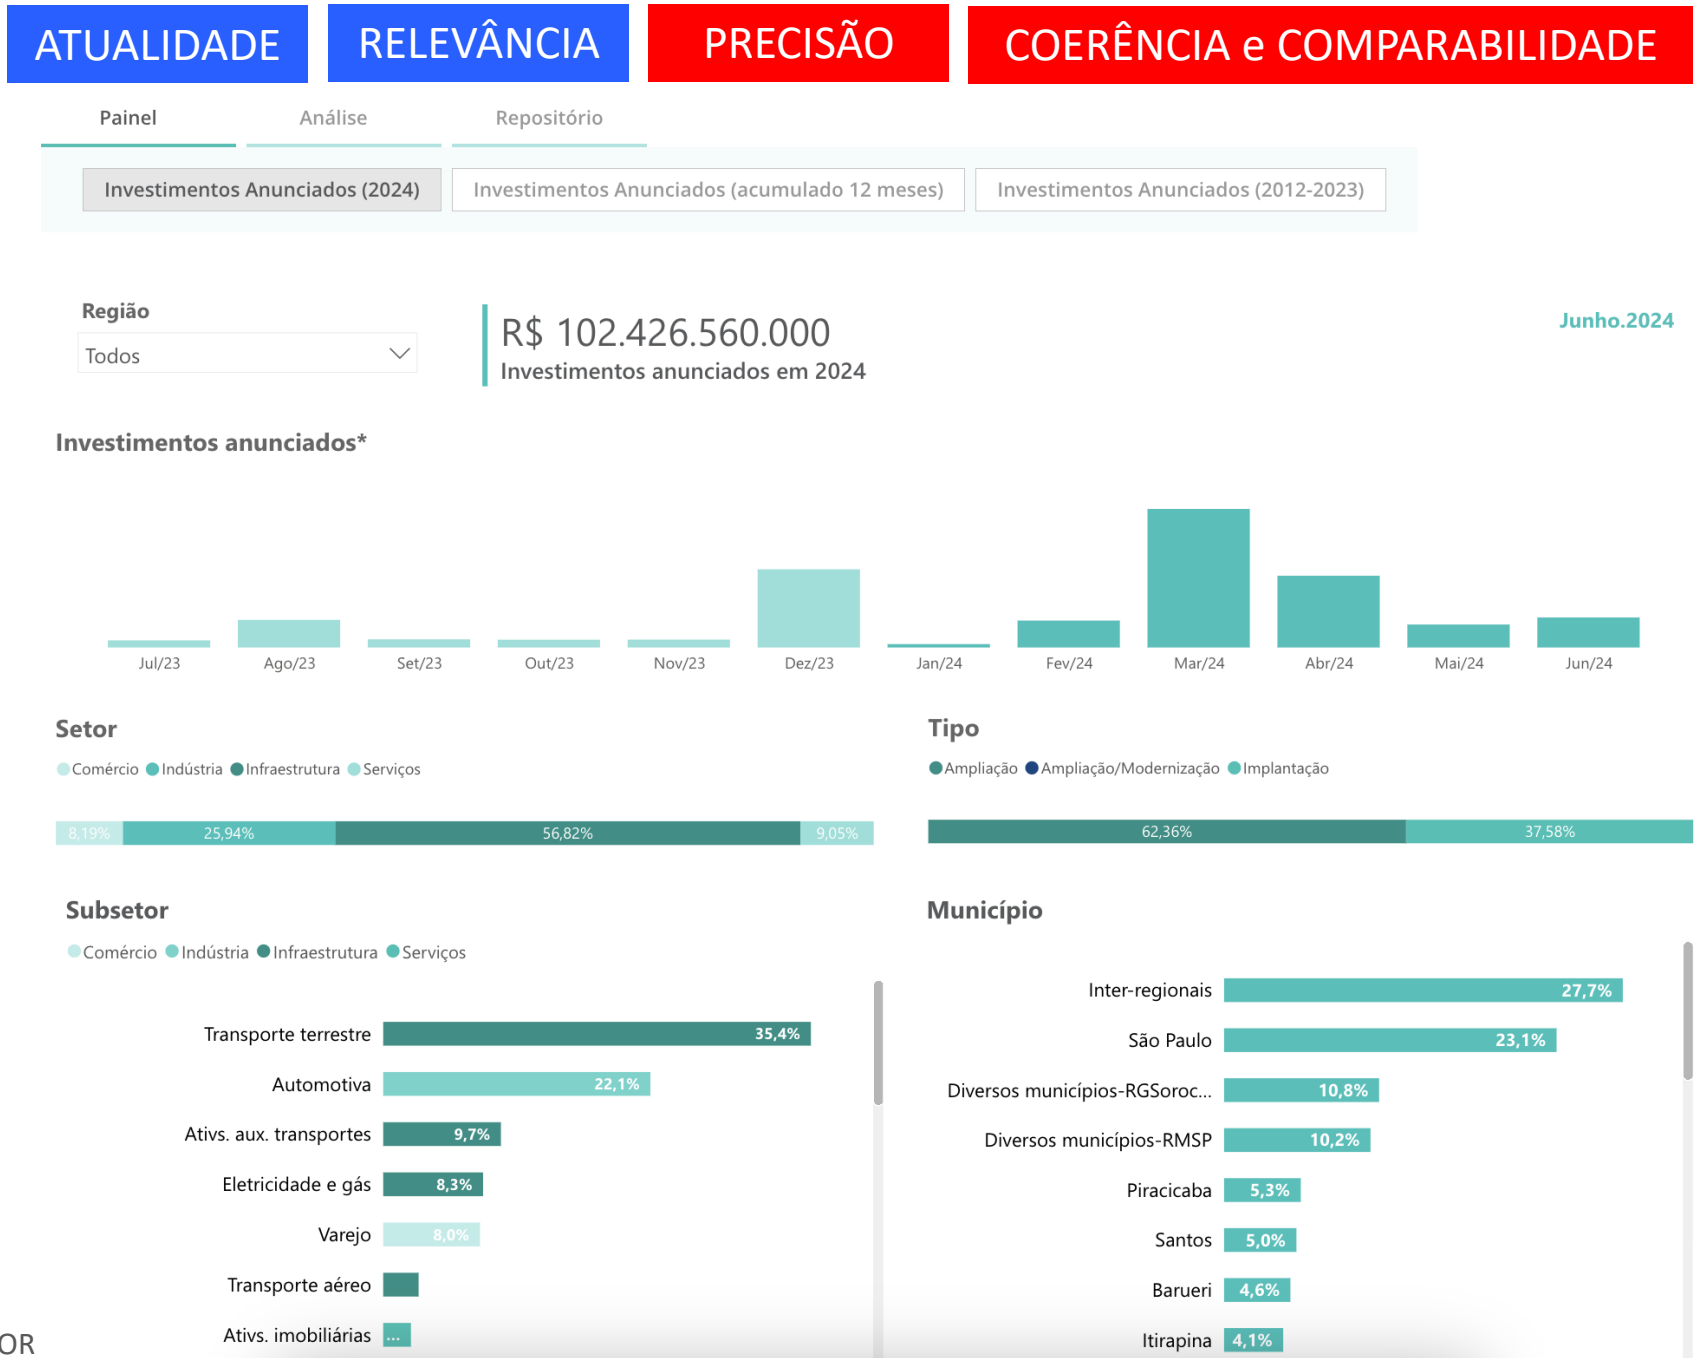 ATUALIDADE
RELEVÂNCIA
PRECISÃO
COERÊNCIA e COMPARABILIDADE
Painel
Análise
Repositório
Investimentos Anunciados (2024)
Investimentos Anunciados (acumulado 12 meses)
Investimentos Anunciados (2012-2023)
Região
Todos
R$ 102.426.560.000
Investimentos anunciados em 2024
Junho.2024
Investimentos anunciados*
Jul/23
Ago/23
Set/23
Out/23
Nov/23
Dez/23
Jan/24
Fev/24
Mar/24
Abr/24
Mai/24
Jun/24
Setor
Comércio Indústria Infraestrutura Serviços
8,19% 25,94% 56,82% 9,05%
Tipo
Ampliação Ampliação/Modernização Implantação
62,36% 37,58%
Subsetor
Comércio Indústria Infraestrutura Serviços
Transporte terrestre 35,4%
Automotiva 22,1%
Ativs. aux. transportes 9,7%
Eletricidade e gás 8,3%
Varejo 8,0%
Transporte aéreo
Ativs. imobiliárias ...
Município
Inter-regionais 27,7%
São Paulo 23,1%
Diversos municípios-RGSoroc... 10,8%
Diversos municípios-RMSP 10,2%
Piracicaba 5,3%
Santos 5,0%
Barueri 4,6%
Itirapina 4,1%
OR